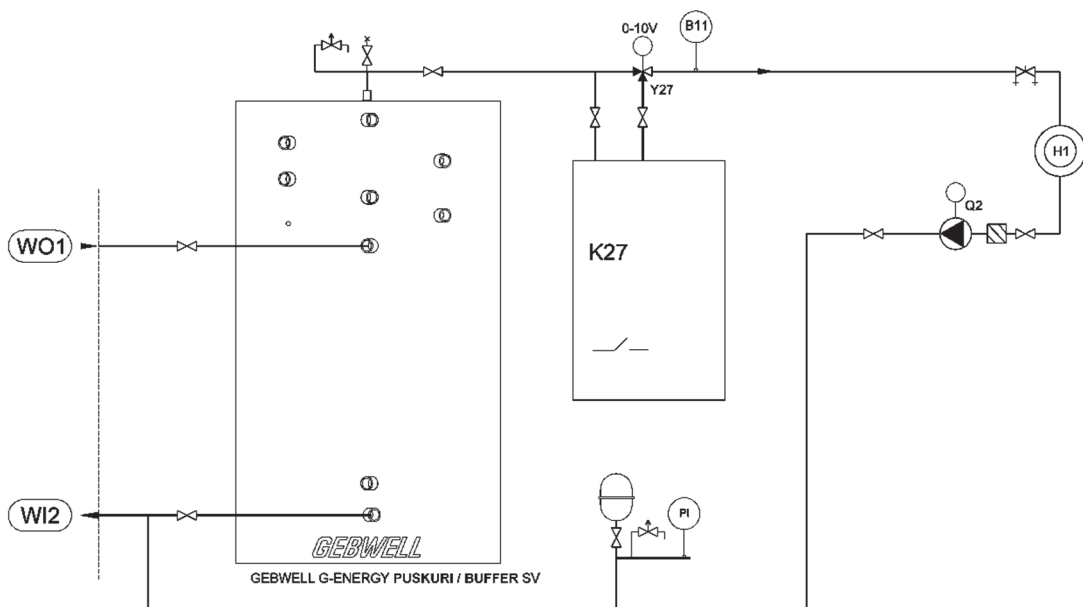 0-10V
B11
Y27
H1
Q2
WO1
K27
WI2
PI
GEBWELL
GEBWELL G-ENERGY PUSKURI / BUFFER SV